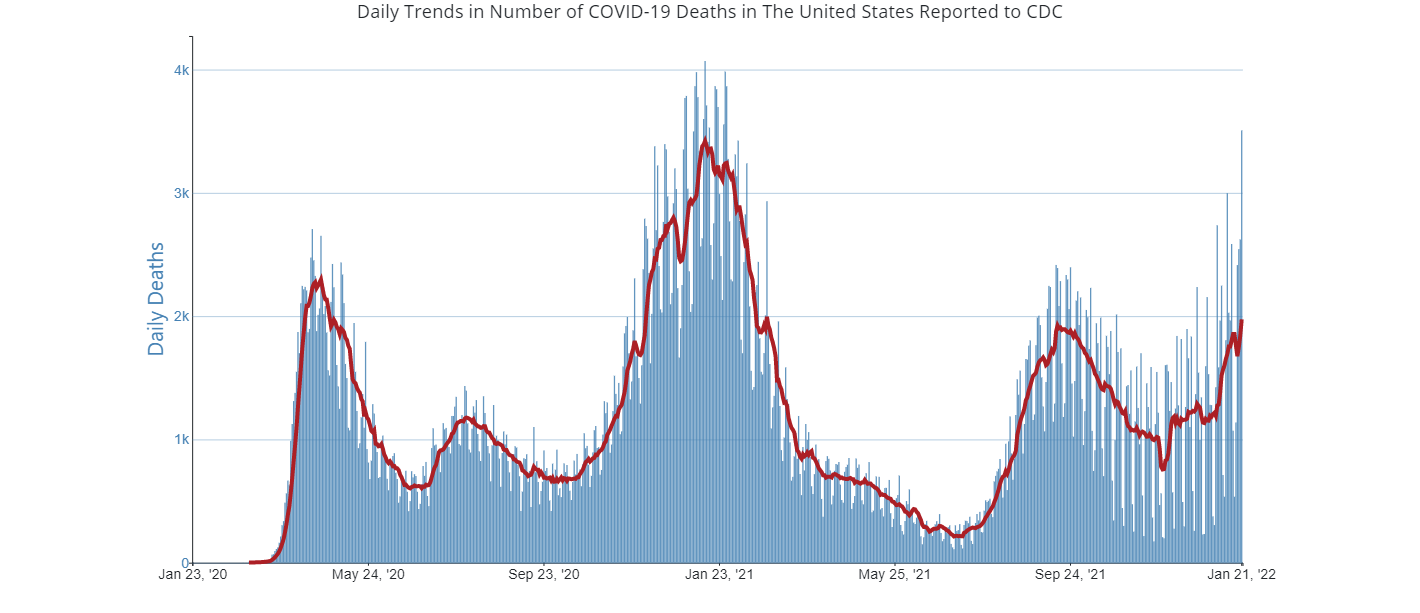 Daily Trends in Number of COVID-19 Deaths in The United States Reported to CDC
Daily Deaths
4k
3k
2k
1k
0
Jan 23, '20
May 24, '20
Sep 23, '20
Jan 23, '21
May 25, '21
Sep 24, '21
Jan 21, '22